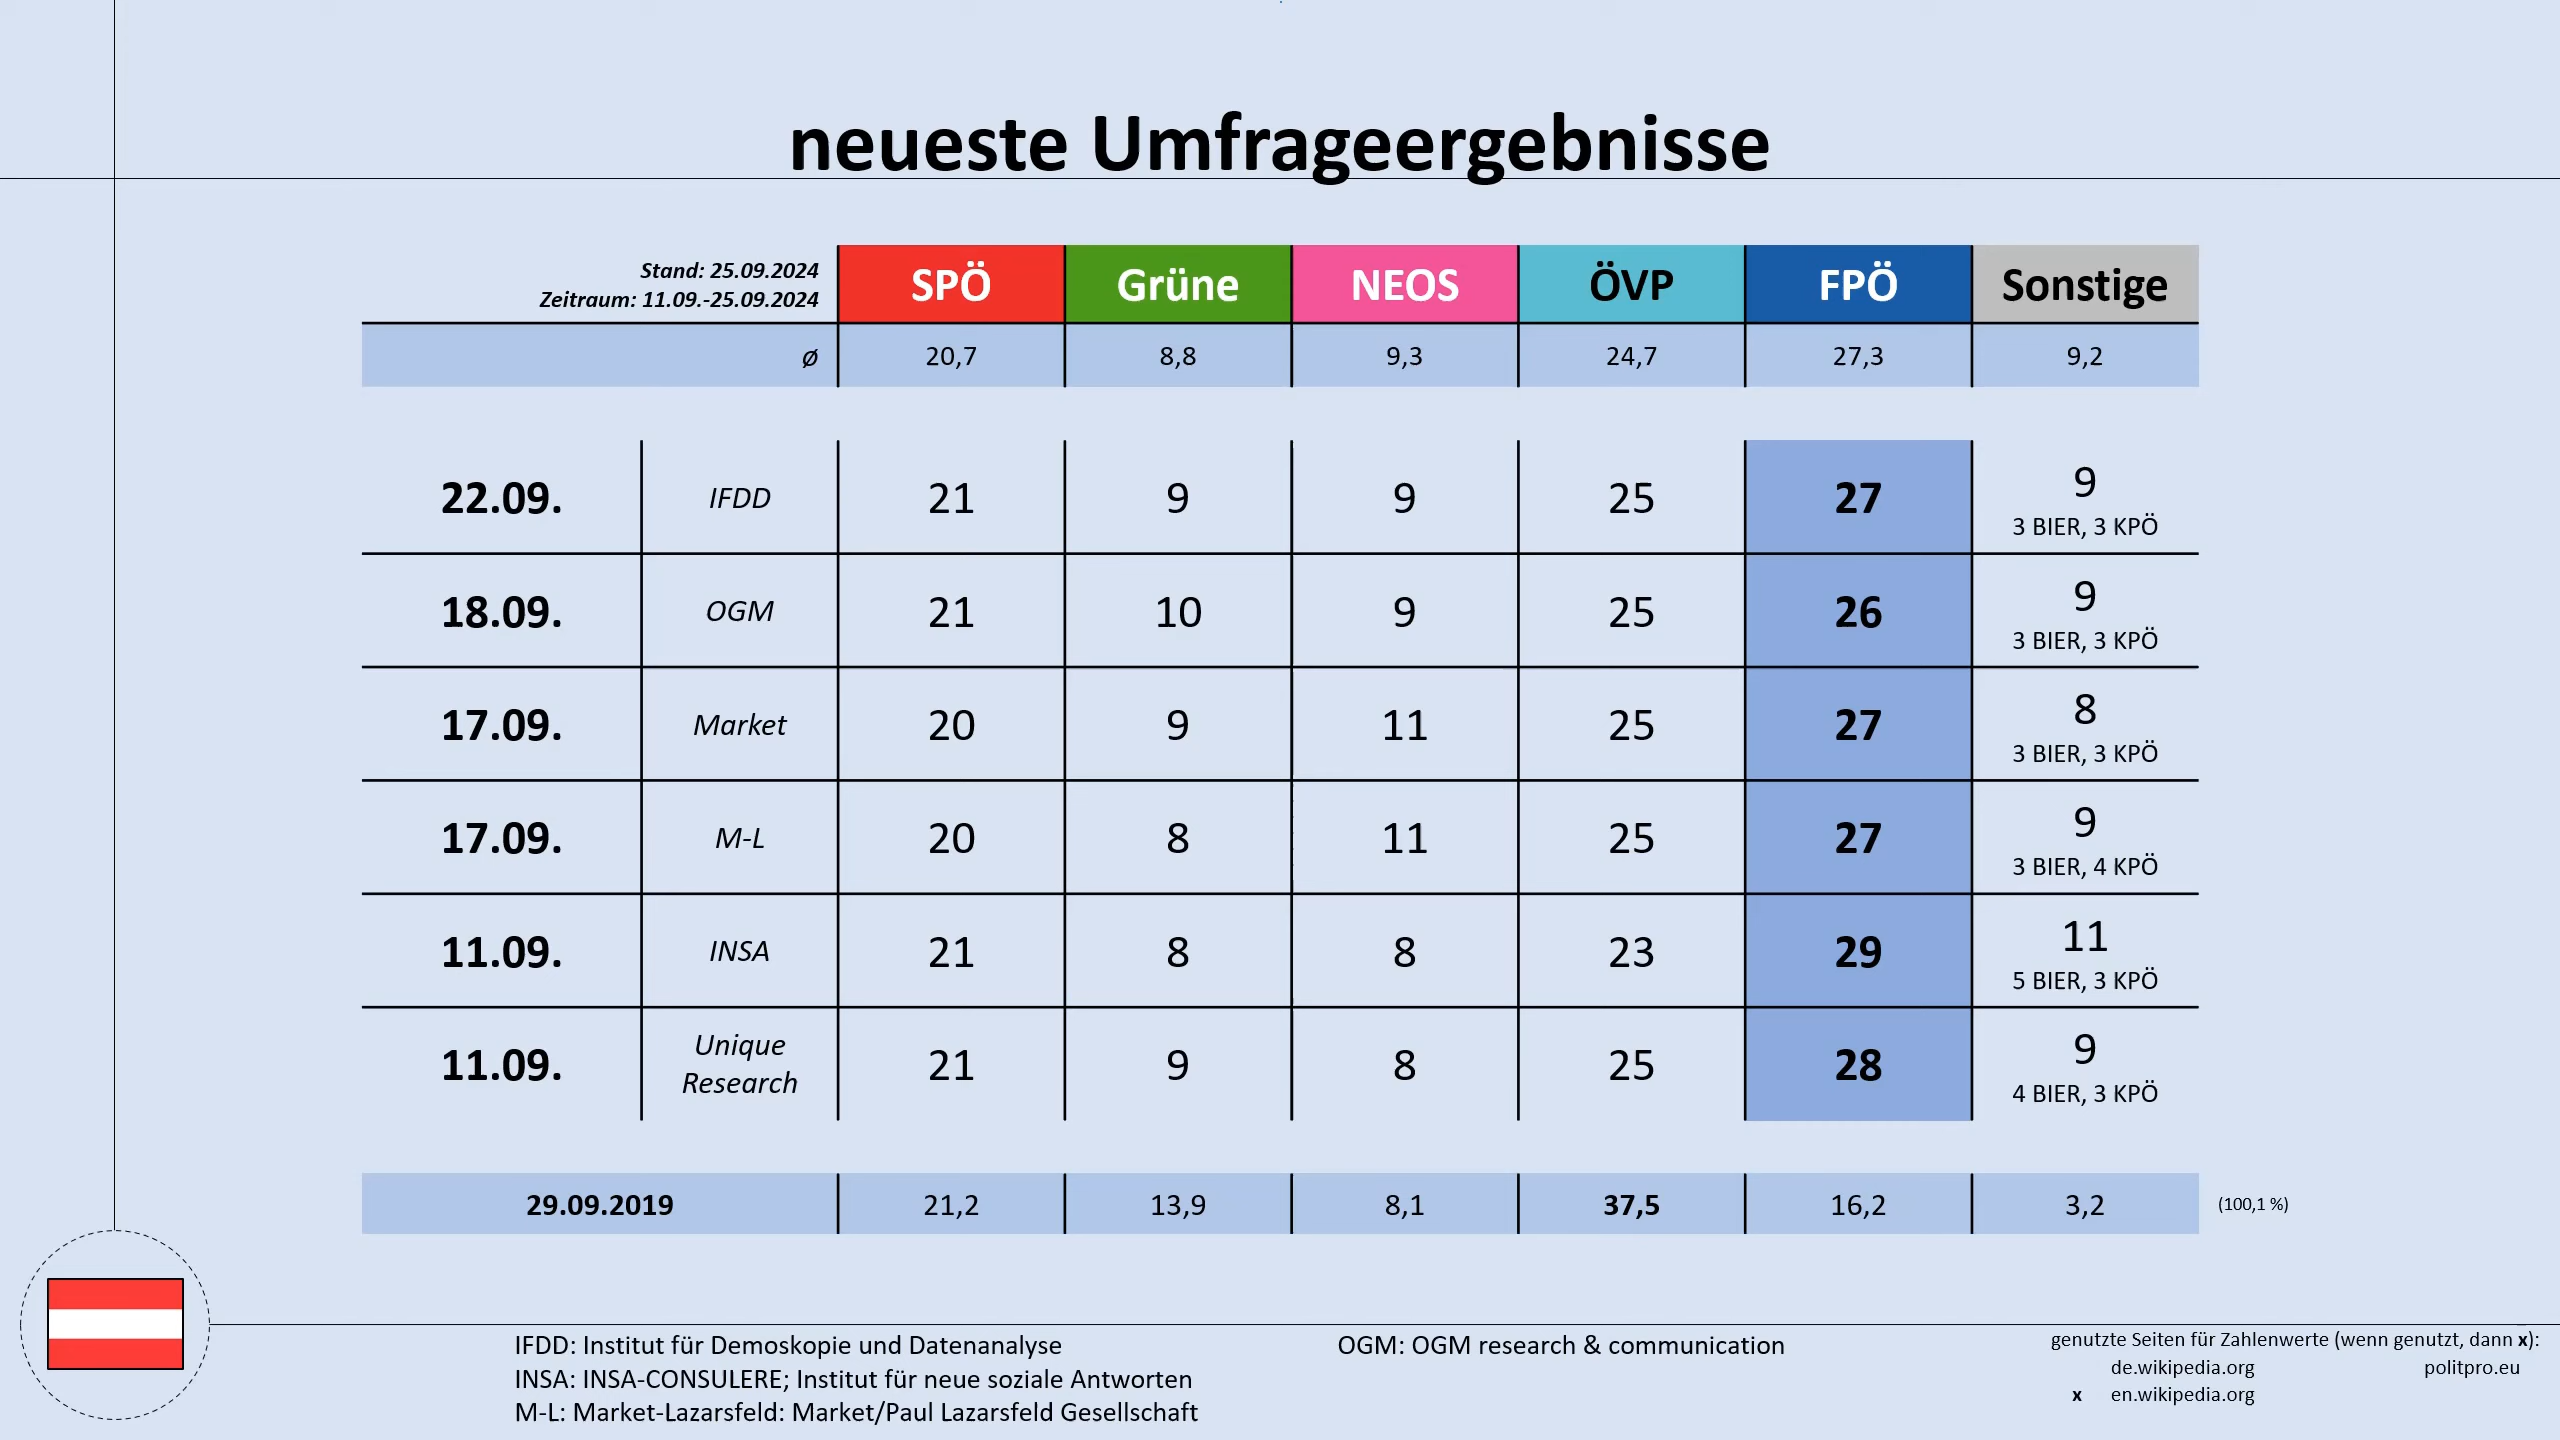 neueste Umfrageergebnisse
Stand: 25.09.2024
Zeitraum: 11.09.-25.09.2024
SPÖ Grüne NEOS ÖVP FPÖ Sonstige
ø 20,7 8,8 9,3 24,7 27,3 9,2
22.09. IFDD 21 9 9 25 27 9
3 BIER, 3 KPÖ
18.09. OGM 21 10 9 25 26 9
3 BIER, 3 KPÖ
17.09. Market 20 9 11 25 27 8
3 BIER, 3 KPÖ
17.09. M-L 20 8 11 25 27 9
3 BIER, 4 KPÖ
11.09. INSA 21 8 8 23 29 11
5 BIER, 3 KPÖ
11.09. Unique
Research 21 9 8 25 28 9
4 BIER, 3 KPÖ
29.09.2019 21,2 13,9 8,1 37,5 16,2 3,2 (100,1 %)
IFDD: Institut für Demoskopie und Datenanalyse
INSA: INSA-CONSULERE; Institut für neue soziale Antworten
M-L: Market-Lazarsfeld: Market/Paul Lazarsfeld Gesellschaft
OGM: OGM research & communication
genutzte Seiten für Zahlenwerte (wenn genutzt, dann x):
de.wikipedia.org politpro.eu
x en.wikipedia.org